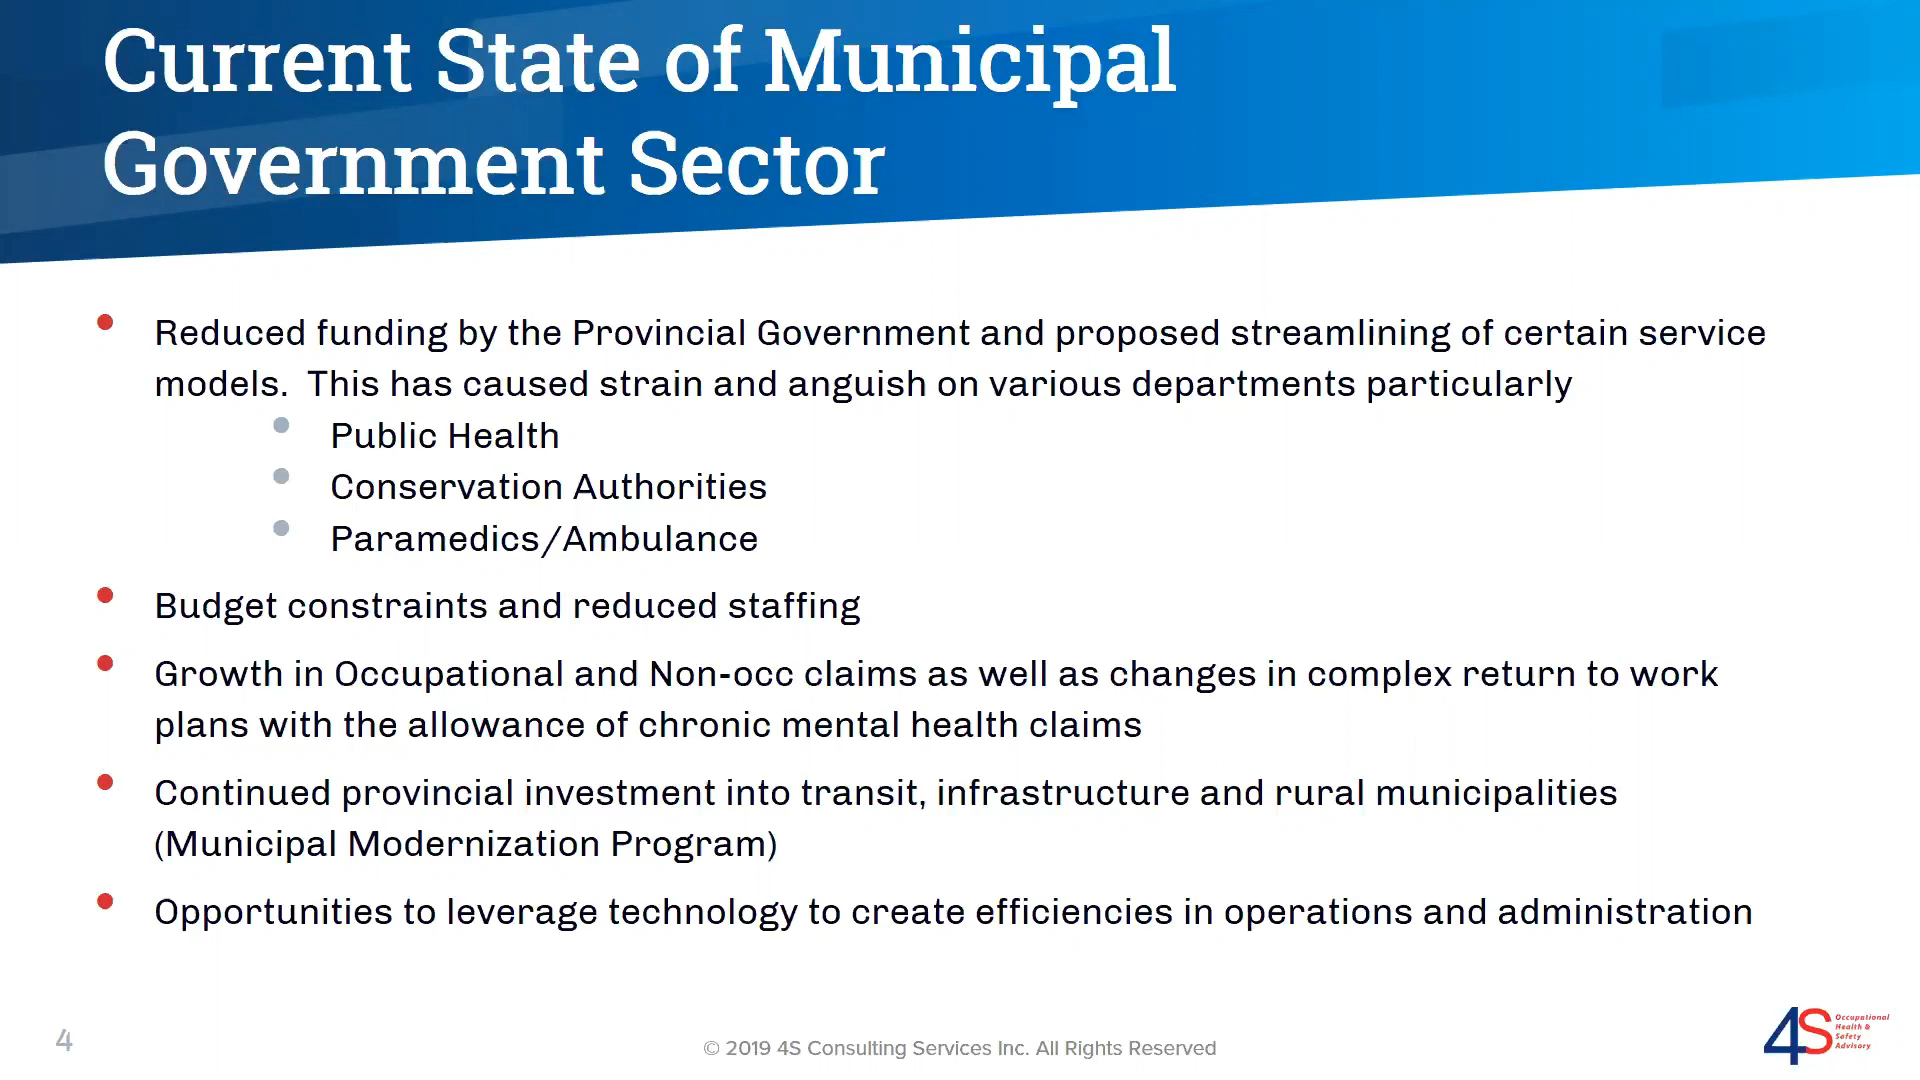 Current State of Municipal
Government Sector
• Reduced funding by the Provincial Government and proposed streamlining of certain service
models.  This has caused strain and anguish on various departments particularly
• Public Health
• Conservation Authorities
• Paramedics/Ambulance
• Budget constraints and reduced staffing
• Growth in Occupational and Non-occ claims as well as changes in complex return to work
plans with the allowance of chronic mental health claims
• Continued provincial investment into transit, infrastructure and rural municipalities
(Municipal Modernization Program)
• Opportunities to leverage technology to create efficiencies in operations and administration
4
© 2019 4S Consulting Services Inc. All Rights Reserved
4S
Occupational
Health &
Safety
Advisory